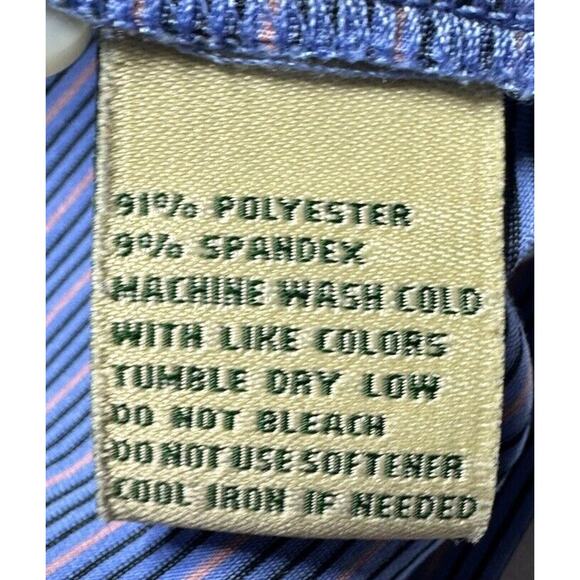 91% POLYESTER
9% SPANDEX
MACHINE WASH COLD
WITH LIKE COLORS
TUMBLE DRY LOW
DO NOT BLEACH
DO NOT USE SOFTENER
COOL IRON IF NEEDED